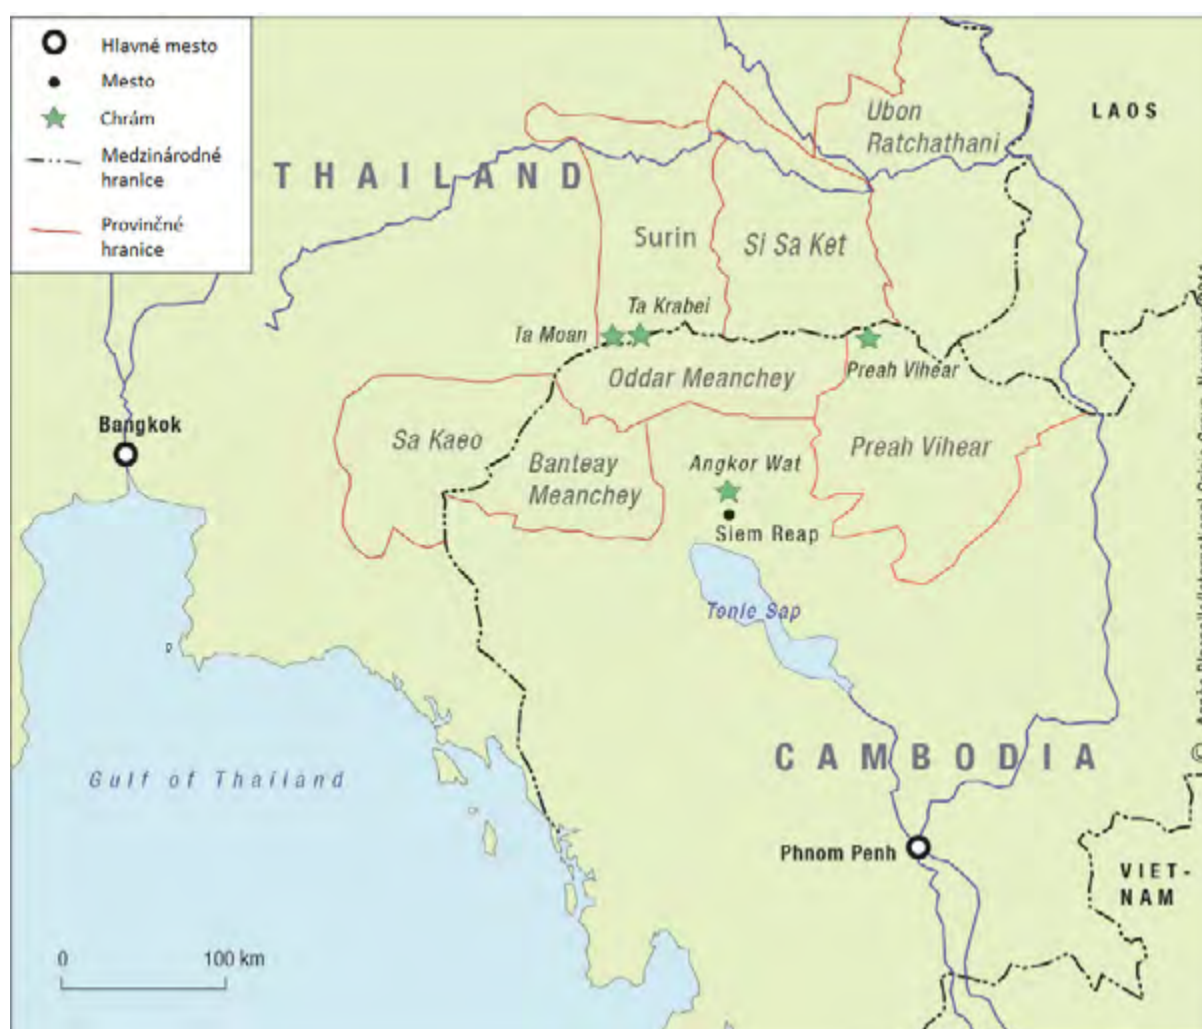 Hlavné mesto
Mesto
Chrám
Medzinárodné
hranice
Provinčné
hranice
THAILAND
LAOS
Ubon
Ratchathani
Surin
Si Sa Ket
Ta Krabei
Ta Moan
Preah Vihear
Oddar Meanchey
Bangkok
Sa Kaeo
Banteay
Meanchey
Angkor Wat
Preah Vihear
Siem Reap
Tonle Sap
CAMBODIA
Gulf of Thailand
Phnom Penh
VIET-
NAM
0 100 km
©